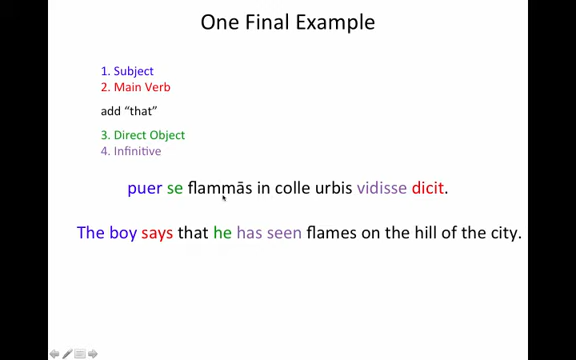 One Final Example
1. Subject
2. Main Verb
add “that”
3. Direct Object
4. Infinitive
puer se flammās in colle urbis vidisse dicit.
The boy says that he has seen flames on the hill of the city.